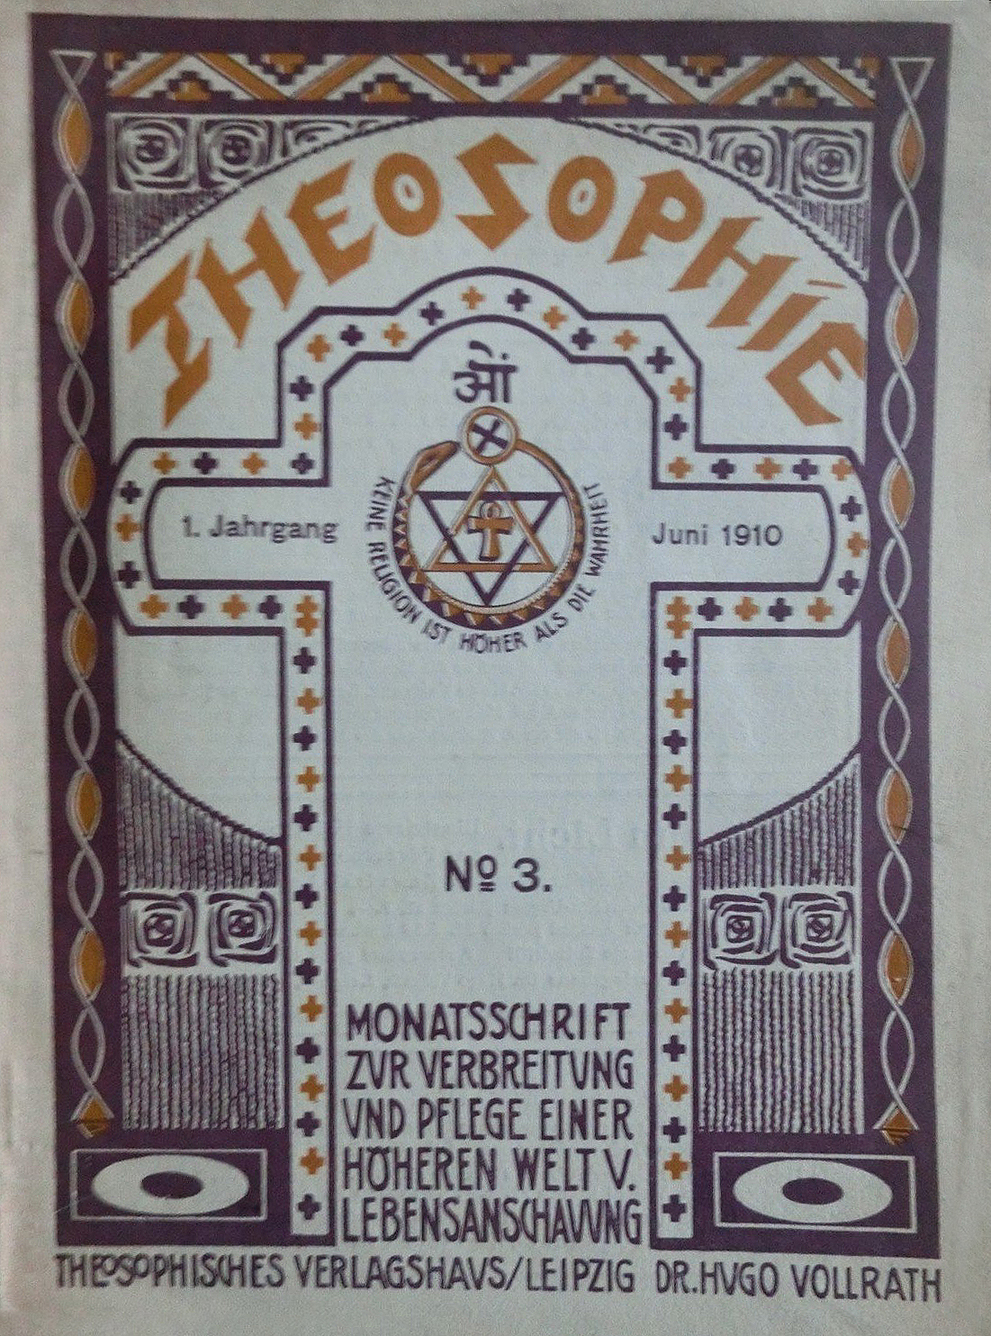 THEOSOPHIE
ओं
KEINE RELIGION IST HÖHER ALS DIE WAHRHEIT
1. Jahrgang
Juni 1910
Nº 3.
MONATSSCHRIFT
ZVR VERBREITUNG
VND PFLEGE EINER
HÖHEREN WELT V.
LEBENSANSCHAVVNG
THEOSOPHISCHES VERLAGSHAVS/LEIPZIG DR.HVGO VOLLRATH